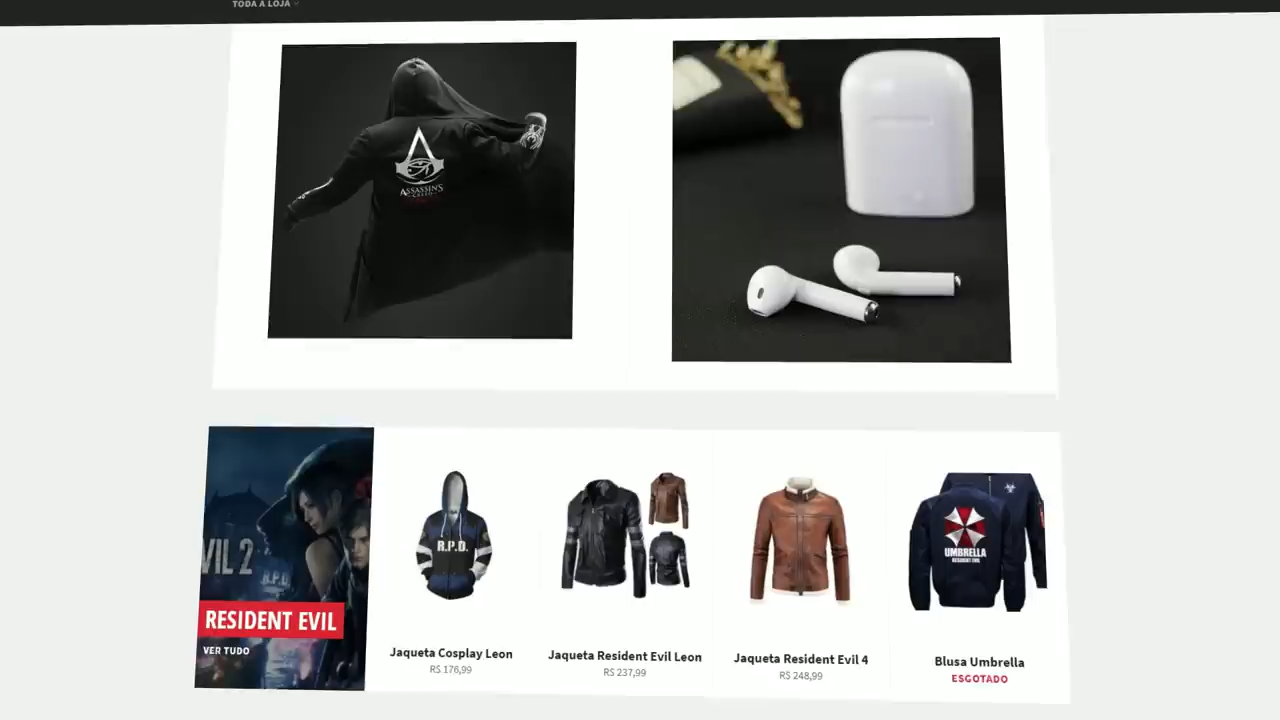 TODA A LOJA
ASSASSIN'S
CREED
EVIL 2
R.P.D.
RESIDENT EVIL
VER TUDO
R.P.D.
UMBRELLA
RESIDENT EVIL
Jaqueta Cosplay Leon
R$ 176,99
Jaqueta Resident Evil Leon
R$ 237,99
Jaqueta Resident Evil 4
R$ 248,99
Blusa Umbrella
ESGOTADO